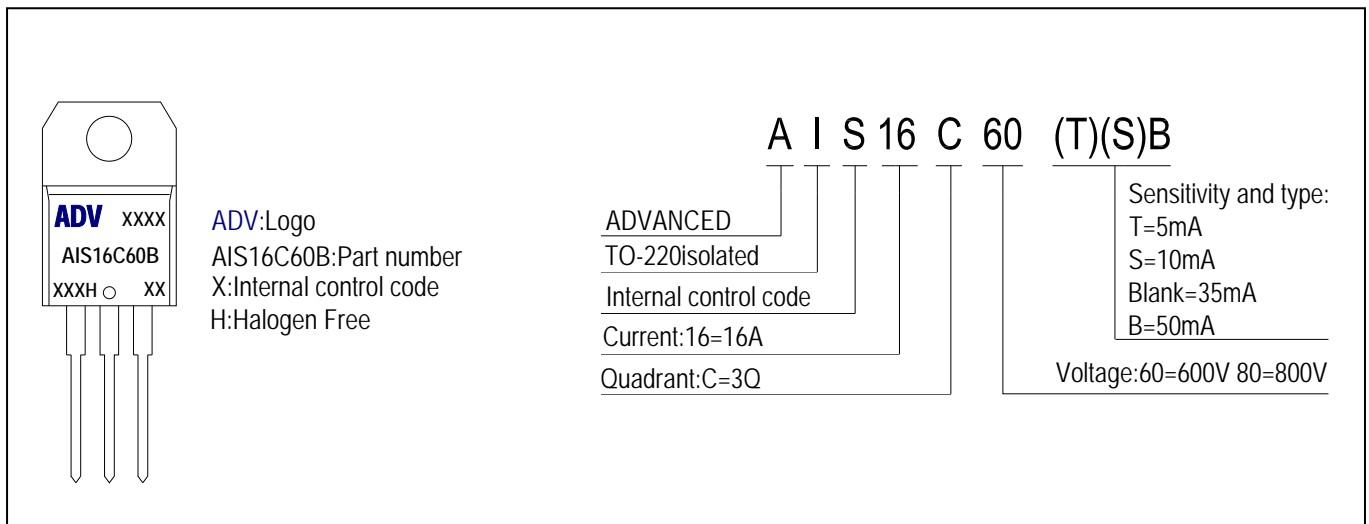 ADV XXXX
AIS16C60B
XXXH XX
ADV:Logo
AIS16C60B:Part number
X:Internal control code
H:Halogen Free
A I S 16 C 60 (T)(S)B
ADVANCED
TO-220isolated
Internal control code
Current:16=16A
Quadrant:C=3Q
Sensitivity and type:
T=5mA
S=10mA
Blank=35mA
B=50mA
Voltage:60=600V 80=800V